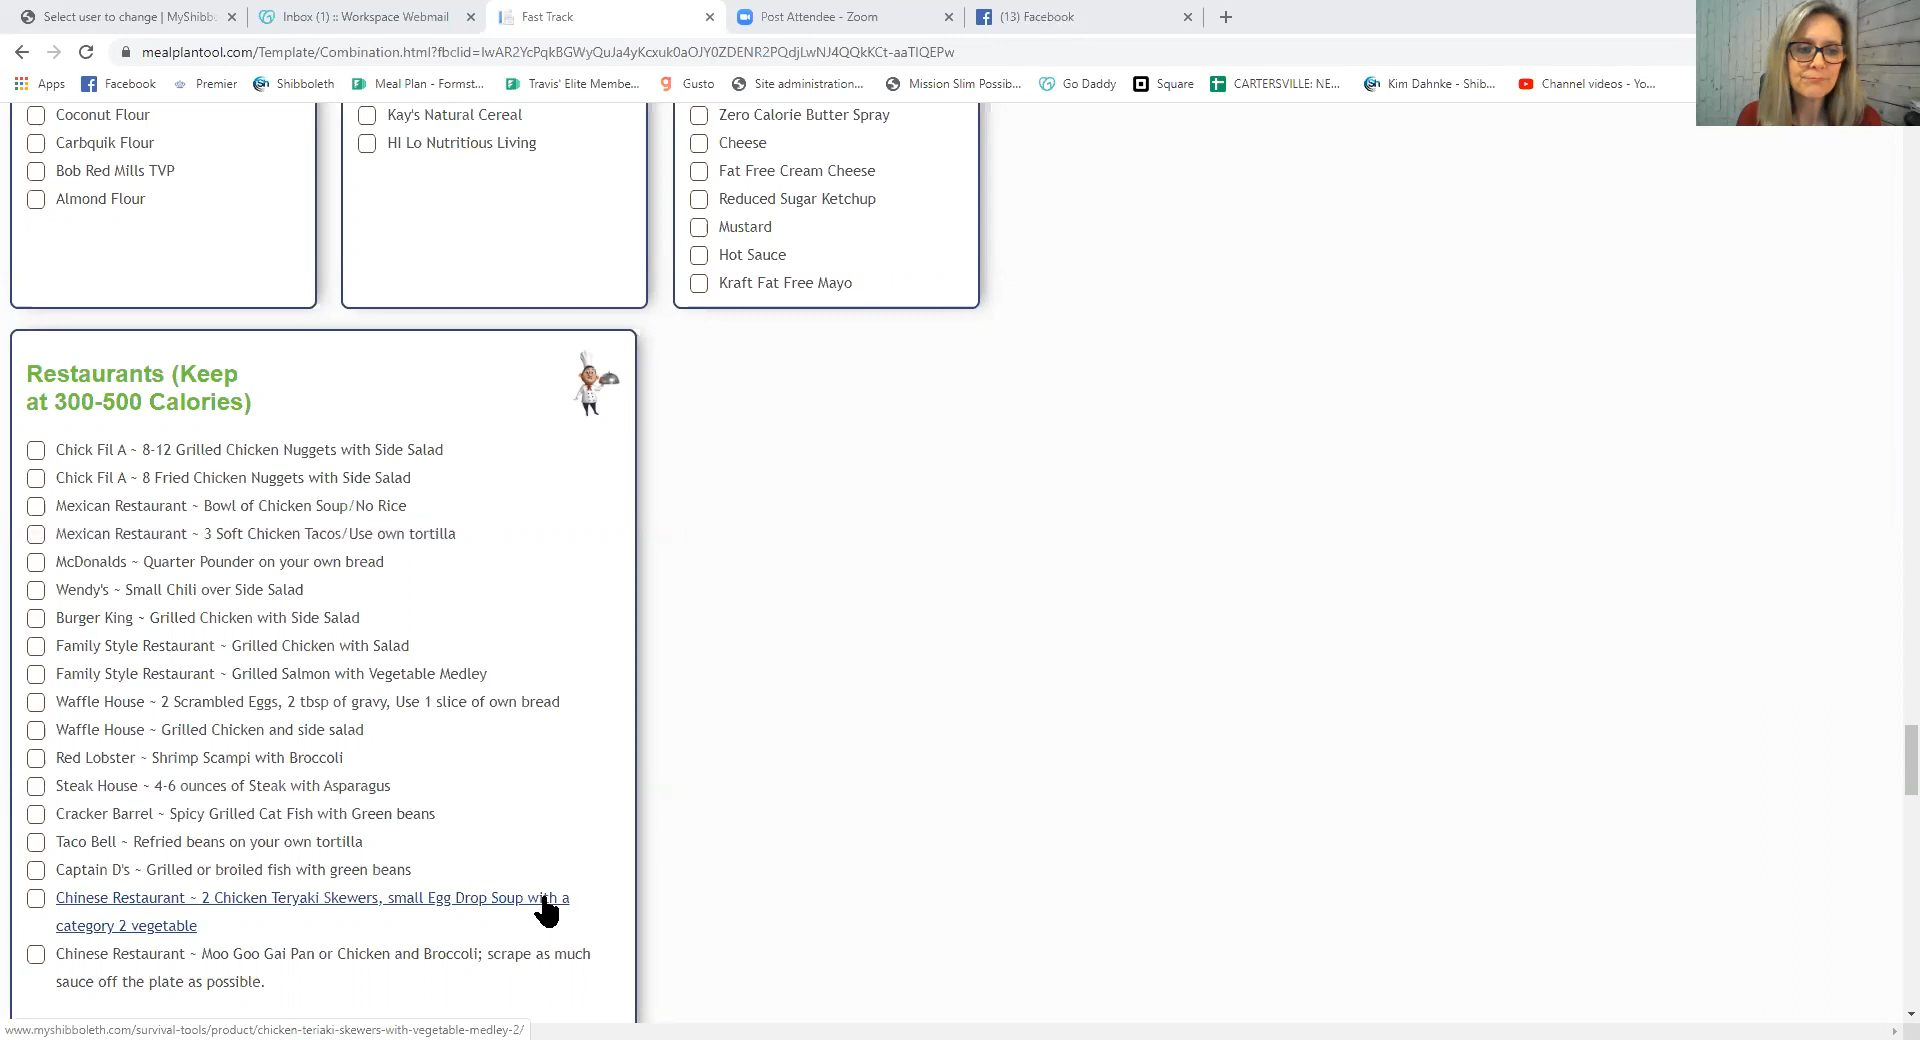 Select user to change | MyShibb
Inbox (1) :: Workspace Webmail
Fast Track
Post Attendee - Zoom
(13) Facebook
mealplantool.com/Template/Combination.html?fbclid=IwAR2YcPqkBGWyQuJa4yKcxuk0aOJY0ZDENR2PQdjLwNJ4QQkKCt-aaTIQEPw
Apps
Facebook
Premier
Shibboleth
Meal Plan - Formst...
Travis' Elite Membe...
Gusto
Site administration...
Mission Slim Possib...
Go Daddy
Square
CARTERSVILLE: NE...
Kim Dahnke - Shib...
Channel videos - Yo...
Coconut Flour
Carbquik Flour
Bob Red Mills TVP
Almond Flour
Kay's Natural Cereal
HI Lo Nutritious Living
Zero Calorie Butter Spray
Cheese
Fat Free Cream Cheese
Reduced Sugar Ketchup
Mustard
Hot Sauce
Kraft Fat Free Mayo
Restaurants (Keep
at 300-500 Calories)
Chick Fil A ~ 8-12 Grilled Chicken Nuggets with Side Salad
Chick Fil A ~ 8 Fried Chicken Nuggets with Side Salad
Mexican Restaurant ~ Bowl of Chicken Soup/No Rice
Mexican Restaurant ~ 3 Soft Chicken Tacos/Use own tortilla
McDonalds ~ Quarter Pounder on your own bread
Wendy's ~ Small Chili over Side Salad
Burger King ~ Grilled Chicken with Side Salad
Family Style Restaurant ~ Grilled Chicken with Salad
Family Style Restaurant ~ Grilled Salmon with Vegetable Medley
Waffle House ~ 2 Scrambled Eggs, 2 tbsp of gravy, Use 1 slice of own bread
Waffle House ~ Grilled Chicken and side salad
Red Lobster ~ Shrimp Scampi with Broccoli
Steak House ~ 4-6 ounces of Steak with Asparagus
Cracker Barrel ~ Spicy Grilled Cat Fish with Green beans
Taco Bell ~ Refried beans on your own tortilla
Captain D's ~ Grilled or broiled fish with green beans
Chinese Restaurant ~ 2 Chicken Teryaki Skewers, small Egg Drop Soup with a
category 2 vegetable
Chinese Restaurant ~ Moo Goo Gai Pan or Chicken and Broccoli; scrape as much
sauce off the plate as possible.
www.myshibboleth.com/survival-tools/product/chicken-teriaki-skewers-with-vegetable-medley-2/